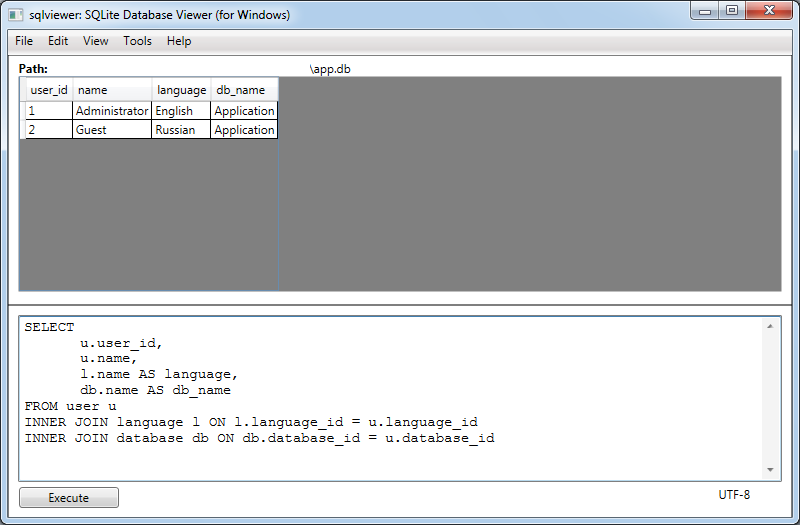 sqlviewer: SQLite Database Viewer (for Windows)
File Edit View Tools Help
Path: \app.db
user_id name language db_name
1 Administrator English Application
2 Guest Russian Application
SELECT
u.user_id,
u.name,
l.name AS language,
db.name AS db_name
FROM user u
INNER JOIN language l ON l.language_id = u.language_id
INNER JOIN database db ON db.database_id = u.database_id
Execute UTF-8